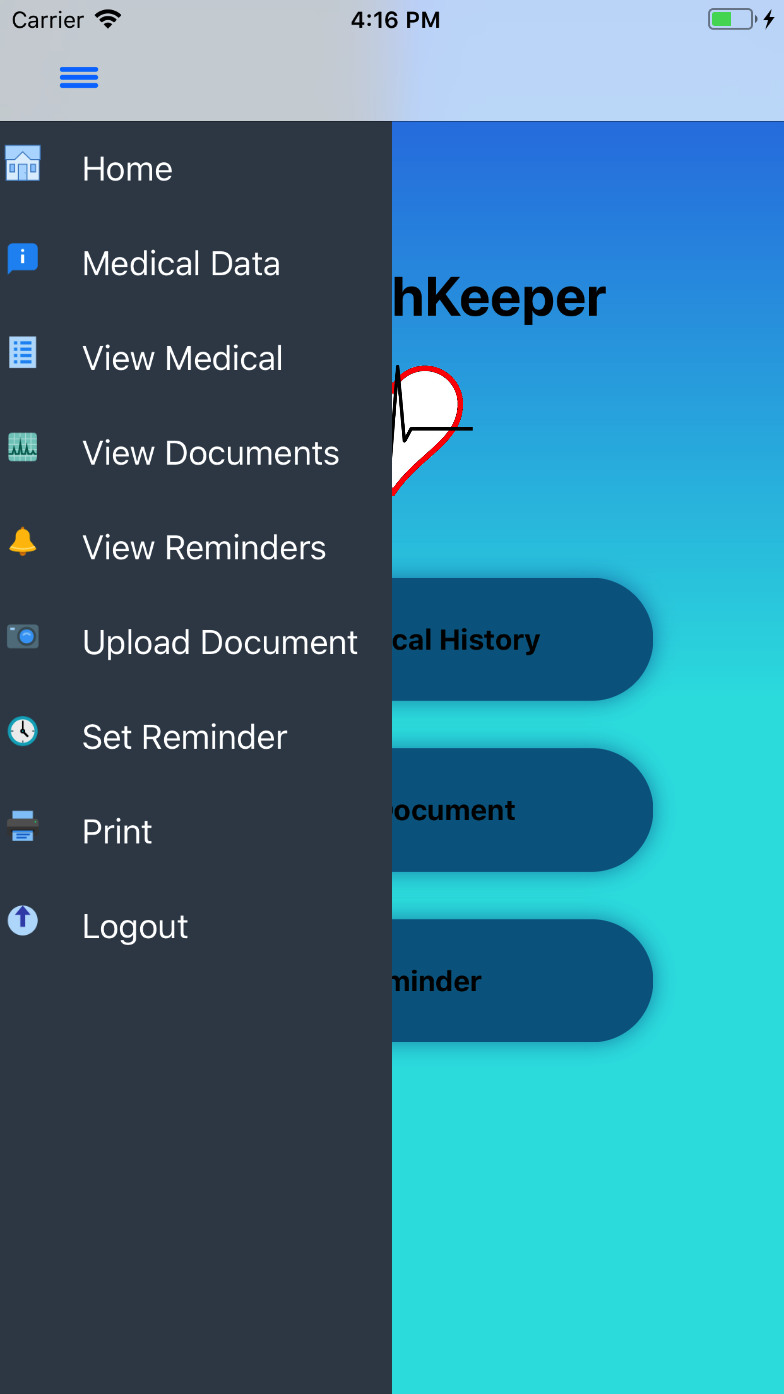 Carrier 4:16 PM
Home
Medical Data
hKeeper
View Medical
View Documents
View Reminders
Upload Document
cal History
Set Reminder
ocument
Print
Logout
minder